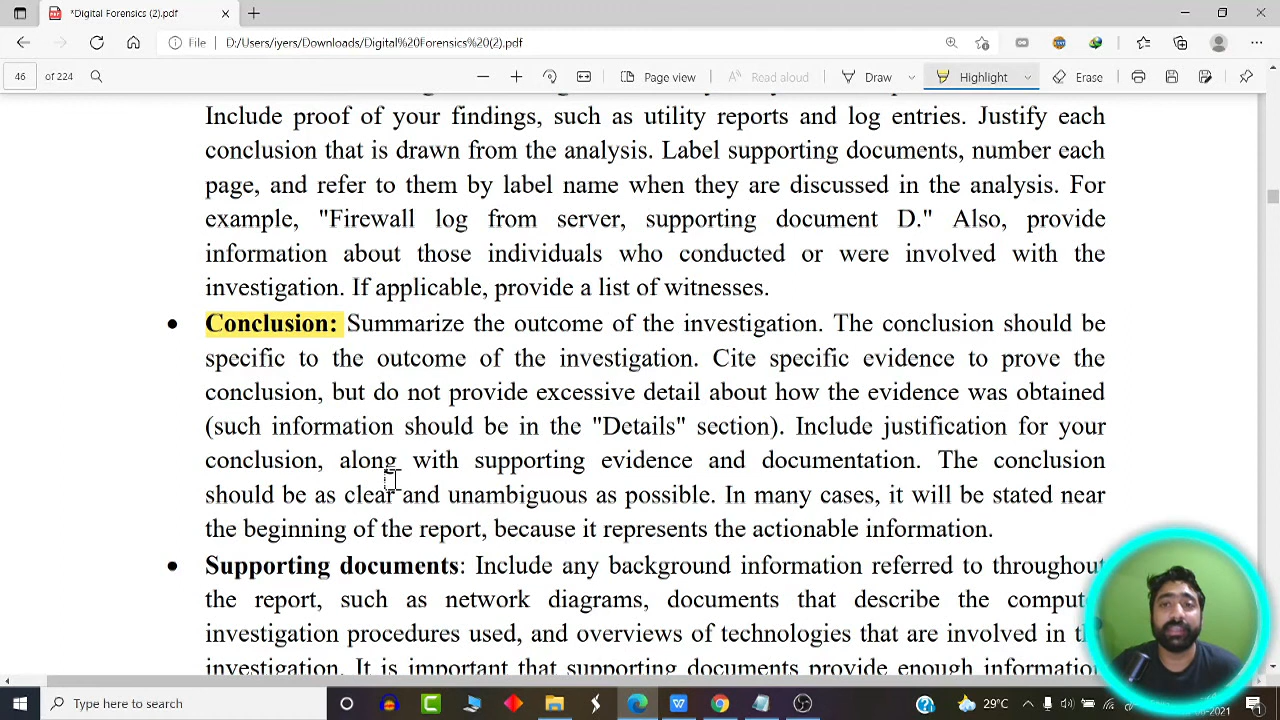 *Digital Forensics (2).pdf
File D:/Users/iyers/Downloads/Digital%20Forensics%20(2).pdf
46 of 224 Page view Read aloud Draw Highlight Erase
Include proof of your findings, such as utility reports and log entries. Justify each
conclusion that is drawn from the analysis. Label supporting documents, number each
page, and refer to them by label name when they are discussed in the analysis. For
example, "Firewall log from server, supporting document D." Also, provide
information about those individuals who conducted or were involved with the
investigation. If applicable, provide a list of witnesses.
• Conclusion: Summarize the outcome of the investigation. The conclusion should be
specific to the outcome of the investigation. Cite specific evidence to prove the
conclusion, but do not provide excessive detail about how the evidence was obtained
(such information should be in the "Details" section). Include justification for your
conclusion, along with supporting evidence and documentation. The conclusion
should be as clear and unambiguous as possible. In many cases, it will be stated near
the beginning of the report, because it represents the actionable information.
• Supporting documents: Include any background information referred to throughout
the report, such as network diagrams, documents that describe the
investigation procedures used, and overviews of technologies that are involved in
investigation. It is important that supporting documents provide enough information
Type here to search 29°C